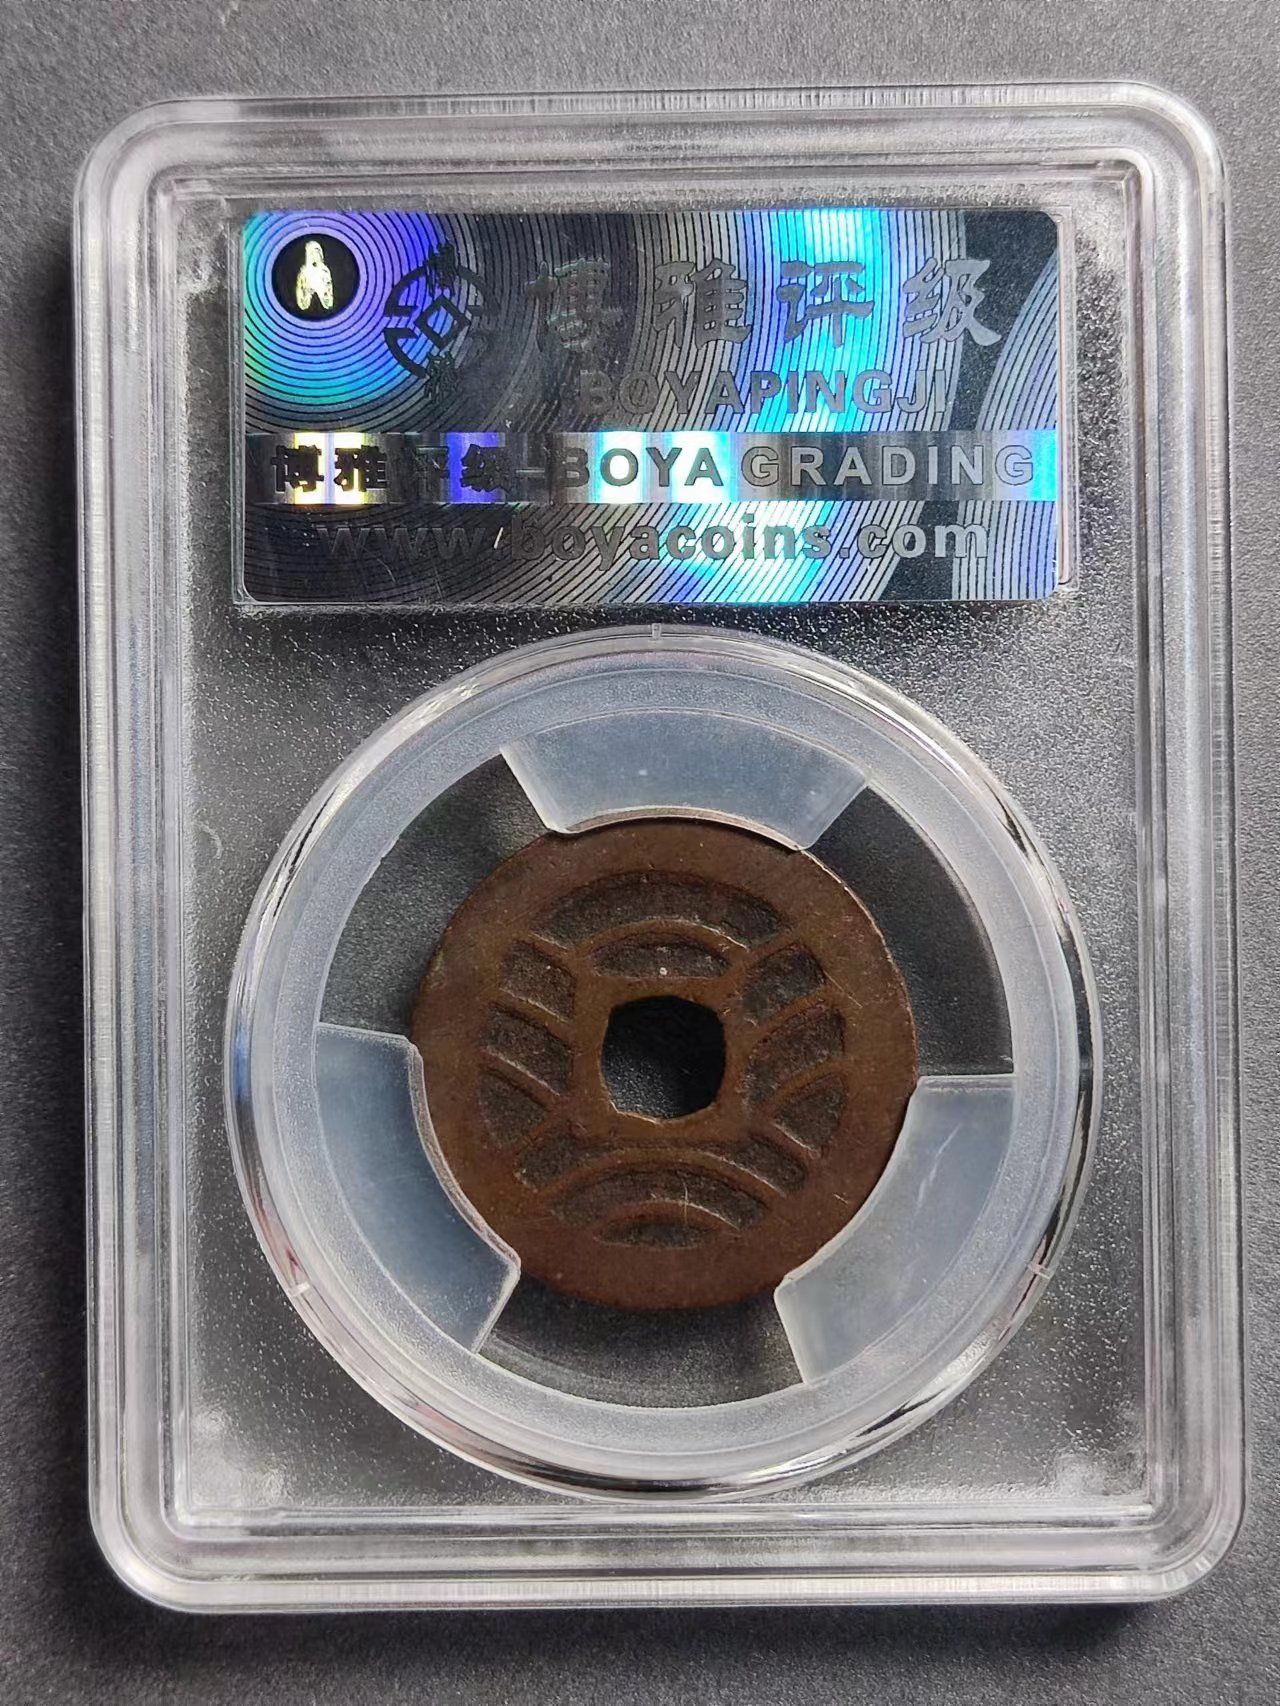 博雅评级
BOYAPINGJI
博雅评级-BOYA GRADING
www.boyacoins.com